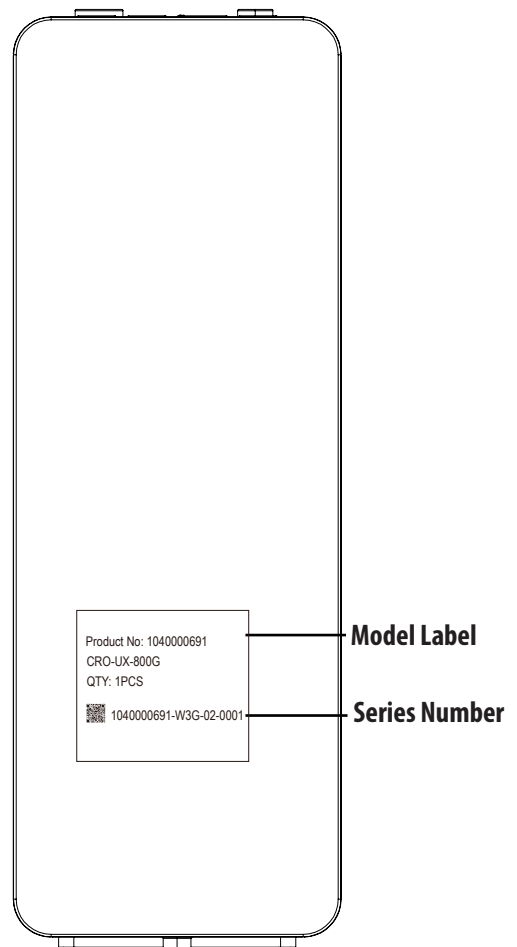 Product No: 1040000691
CRO-UX-800G
QTY: 1PCS
1040000691-W3G-02-0001
Model Label
Series Number